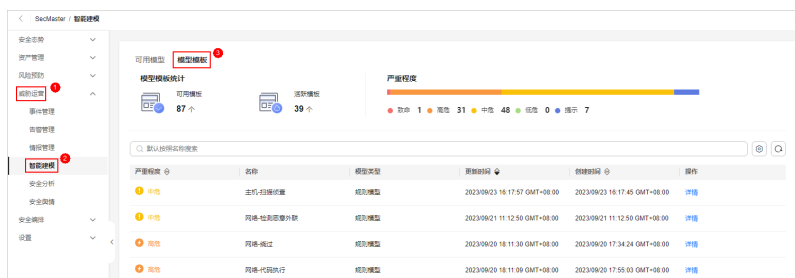 SecMaster / 智能建模
安全态势
资产管理
风险预防
威胁运营
1
事件管理
告警管理
情报管理
智能建模
2
安全分析
安全舆情
安全编排
设置
可用模型 模型模板 3
模型模板统计
可用模板
87 个
活跃模板
39 个
严重程度
致命 1 高危 31 中危 48 低危 0 提示 7
默认按照名称搜索
严重程度 名称 模型类型 更新时间 创建时间 操作
中危 主机-扫描侦查 规则模型 2023/09/23 16:17:57 GMT+08:00 2023/09/23 16:17:45 GMT+08:00 详情
中危 网络-检测恶意外联 规则模型 2023/09/21 11:12:50 GMT+08:00 2023/09/21 11:12:50 GMT+08:00 详情
高危 网络-绕过 规则模型 2023/09/20 18:11:30 GMT+08:00 2023/09/20 17:34:24 GMT+08:00 详情
高危 网络-代码执行 规则模型 2023/09/20 18:11:09 GMT+08:00 2023/09/20 17:55:03 GMT+08:00 详情